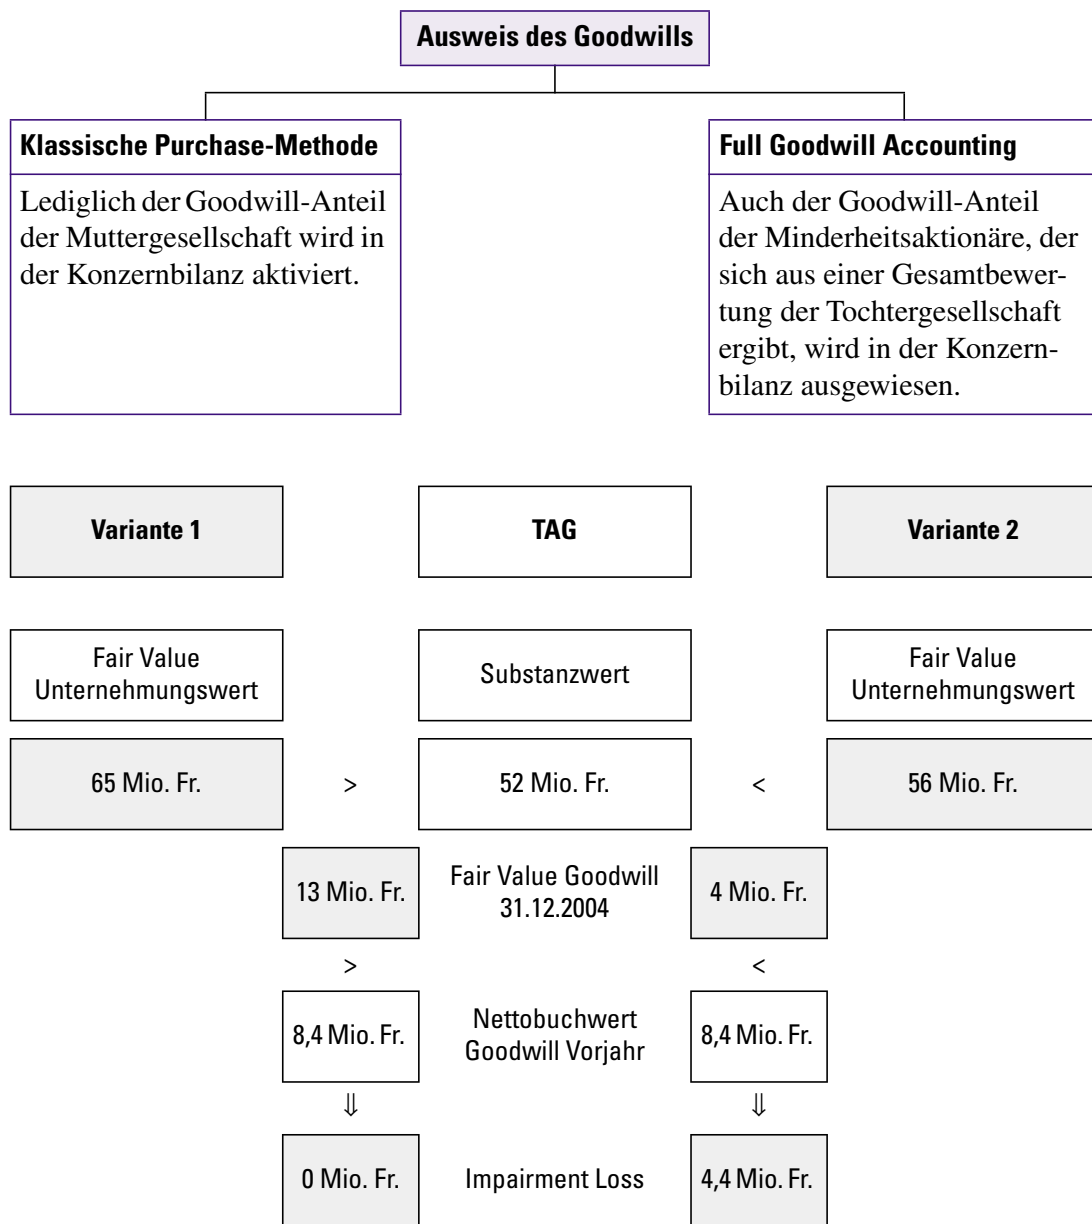 Ausweis des Goodwills
Klassische Purchase-Methode
Lediglich der Goodwill-Anteil
der Muttergesellschaft wird in
der Konzernbilanz aktiviert.
Full Goodwill Accounting
Auch der Goodwill-Anteil
der Minderheitsaktionäre, der
sich aus einer Gesamtbewer-
tung der Tochtergesellschaft
ergibt, wird in der Konzern-
bilanz ausgewiesen.
Variante 1
TAG
Variante 2
Fair Value
Unternehmungswert
Substanzwert
Fair Value
Unternehmungswert
65 Mio. Fr.
>
52 Mio. Fr.
<
56 Mio. Fr.
13 Mio. Fr.
Fair Value Goodwill
31.12.2004
4 Mio. Fr.
>
<
8,4 Mio. Fr.
Nettobuchwert
Goodwill Vorjahr
8,4 Mio. Fr.
⇓
⇓
0 Mio. Fr.
Impairment Loss
4,4 Mio. Fr.